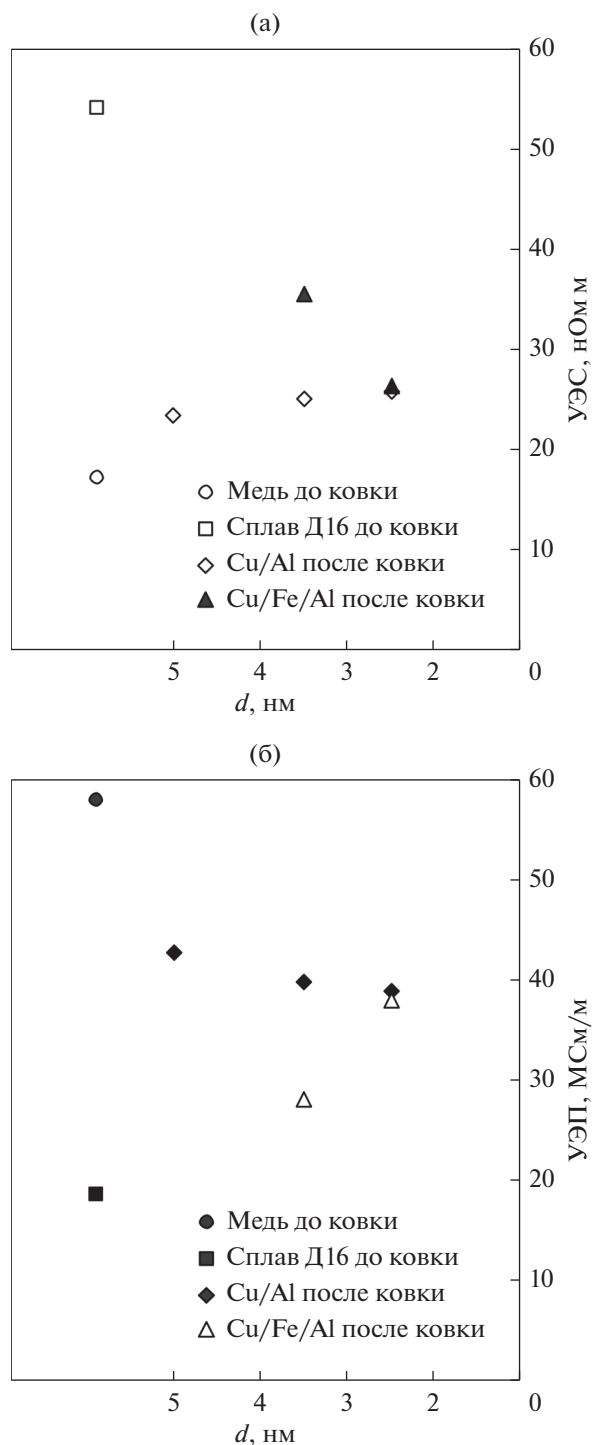 (а)
60
50
40
30
20
10
0
УЭС, нОм м
Медь до ковки
Сплав Д16 до ковки
Cu/Al после ковки
Cu/Fe/Al после ковки
5 4 3 2
d, нм
(б)
60
50
40
30
20
10
0
УЭП, МСм/м
Медь до ковки
Сплав Д16 до ковки
Cu/Al после ковки
Cu/Fe/Al после ковки
5 4 3 2
d, нм